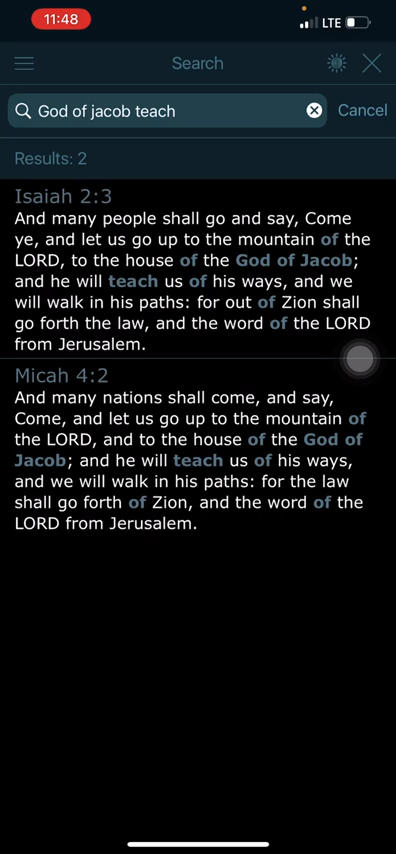 11:48
LTE
Search
God of jacob teach
Cancel
Results: 2
Isaiah 2:3
And many people shall go and say, Come
ye, and let us go up to the mountain of the
LORD, to the house of the God of Jacob;
and he will teach us of his ways, and we
will walk in his paths: for out of Zion shall
go forth the law, and the word of the LORD
from Jerusalem.
Micah 4:2
And many nations shall come, and say,
Come, and let us go up to the mountain of
the LORD, and to the house of the God of
Jacob; and he will teach us of his ways,
and we will walk in his paths: for the law
shall go forth of Zion, and the word of the
LORD from Jerusalem.